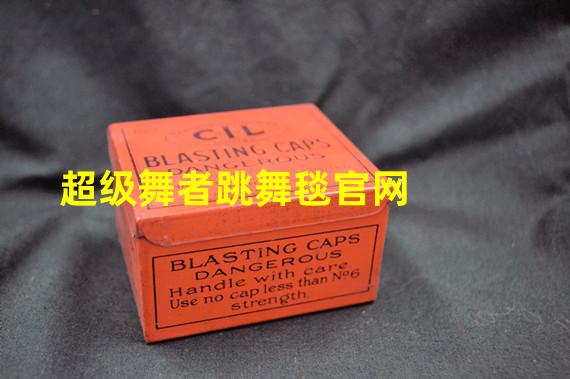 CIL
BLASTING CAPS
DANGEROUS
超级舞者跳舞毯官网
BLASTING CAPS
DANGEROUS
Handle with care
Use no cap less than Nº6
strength.